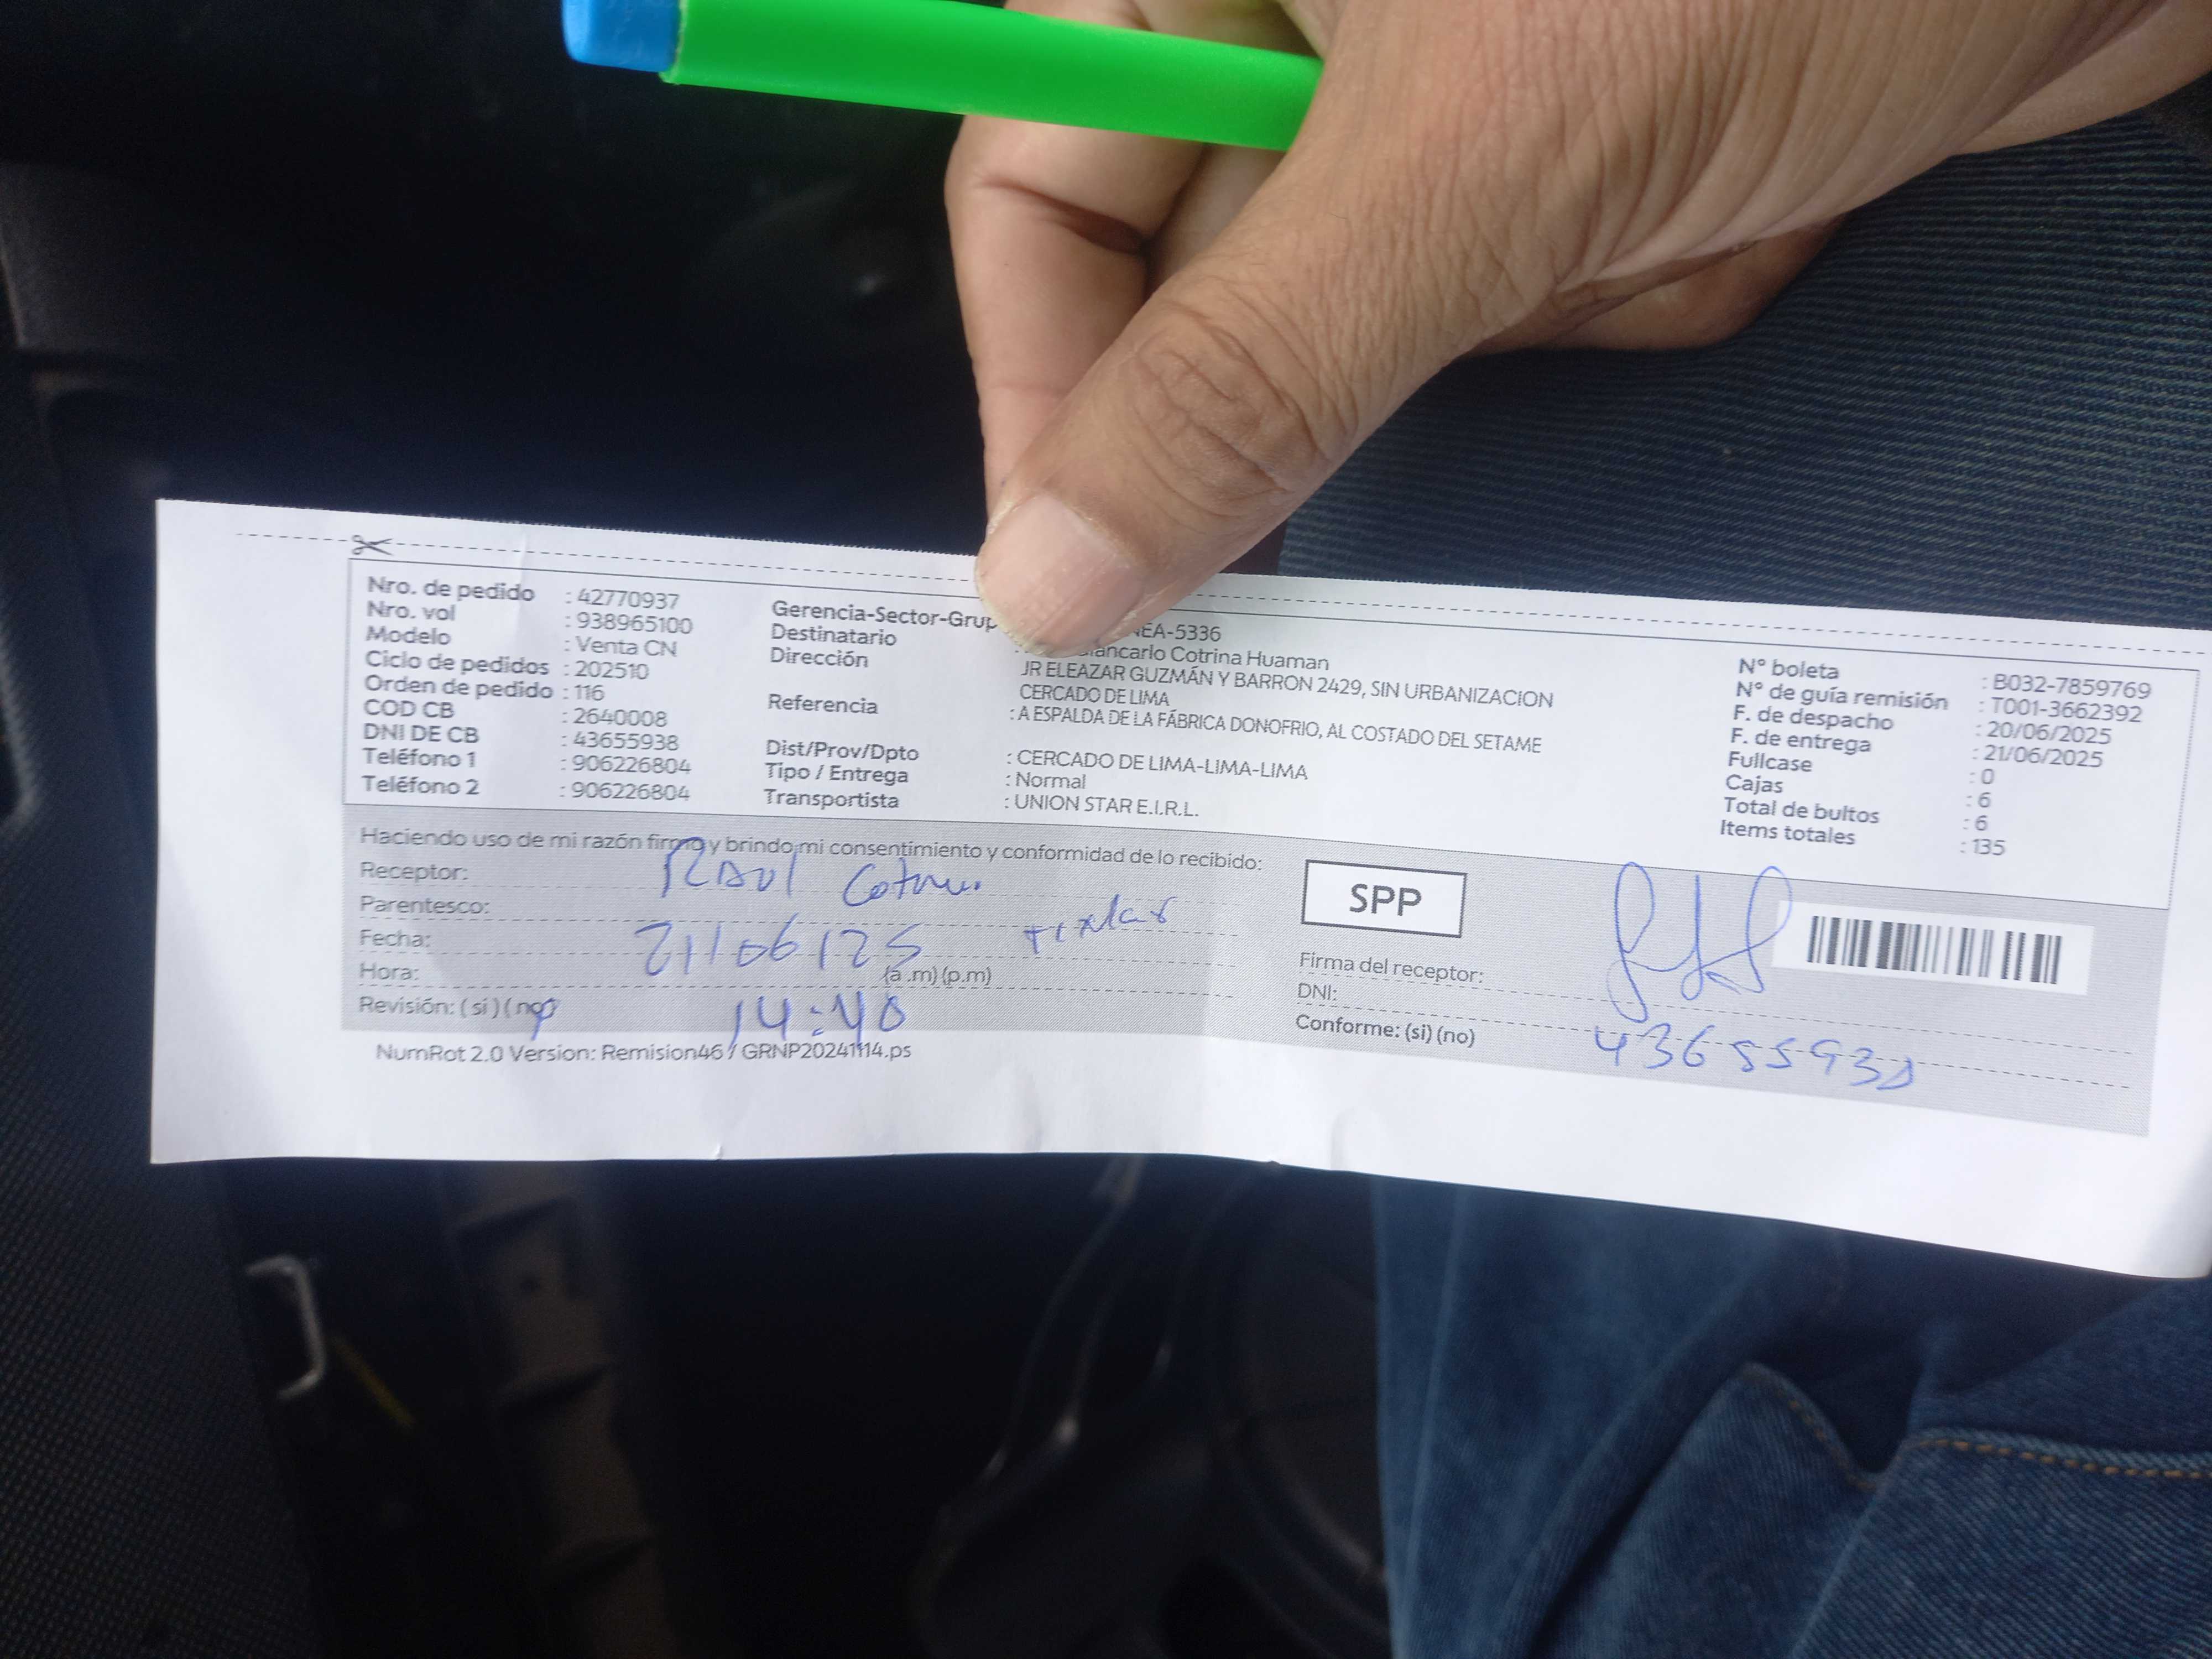 Nro. de pedido : 42770937
Nro. vol : 938965100
Modelo : Venta CN
Ciclo de pedidos : 202510
Orden de pedido : 116
COD CB : 2640008
DNI DE CB : 43655938
Teléfono 1 : 906226804
Teléfono 2 : 906226804
Gerencia-Sector-Grup
-5336
Destinatario
Cotrina Huaman
Dirección JR ELEAZAR GUZMÁN Y BARRON 2429, SIN URBANIZACION
CERCADO DE LIMA
Referencia : A ESPALDA DE LA FÁBRICA DONOFRIO, AL COSTADO DEL SETAME
Dist/Prov/Dpto : CERCADO DE LIMA-LIMA-LIMA
Tipo / Entrega : Normal
Transportista : UNION STAR E.I.R.L.
N° boleta : B032-7859769
N° de guía remisión : T001-3662392
F. de despacho : 20/06/2025
F. de entrega : 21/06/2025
Fullcase : 0
Cajas : 6
Total de bultos : 6
Items totales : 135
Haciendo uso de mi razón firmo y brindo mi consentimiento y conformidad de lo recibido:
Receptor: RAUl
Parentesco:
Fecha: 21/06/25
Hora: (a .m) (p.m)
Revisión: ( si ) ( no ) 14:40
SPP
Firma del receptor:
DNI: 43655938
Conforme: (si) (no)
NumRot 2.0 Version: Remision46 / GRNP20241114.ps